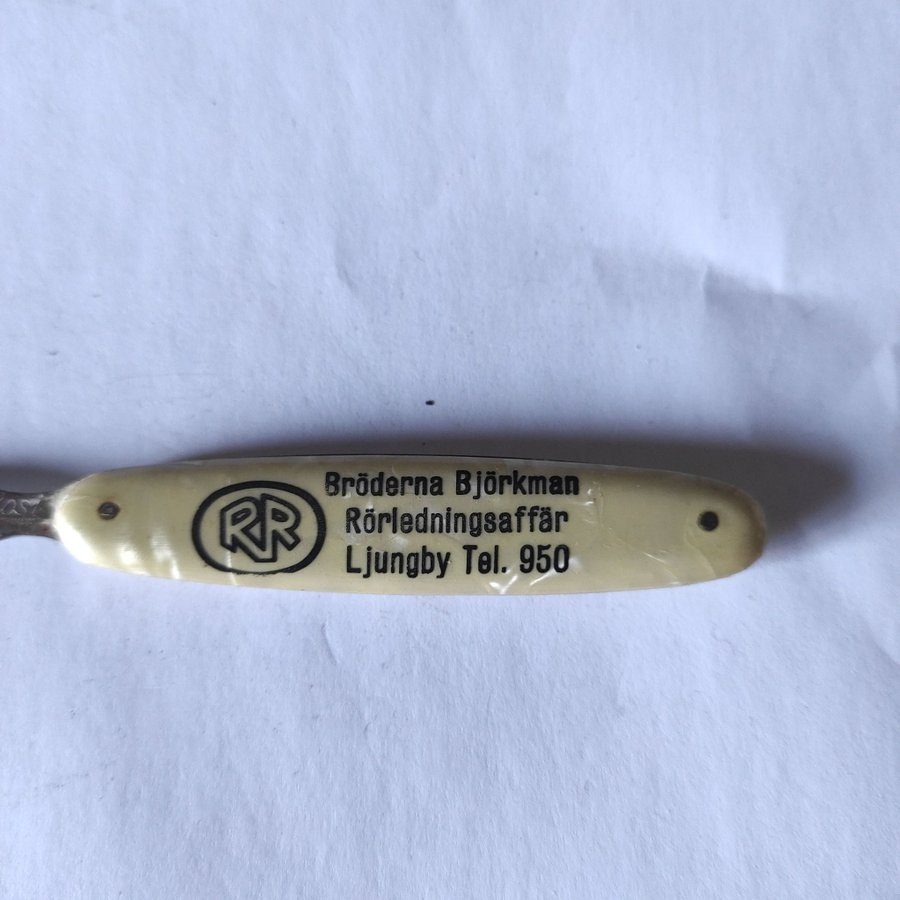 RR
Bröderna Björkman
Rörledningsaffär
Ljungby Tel. 950